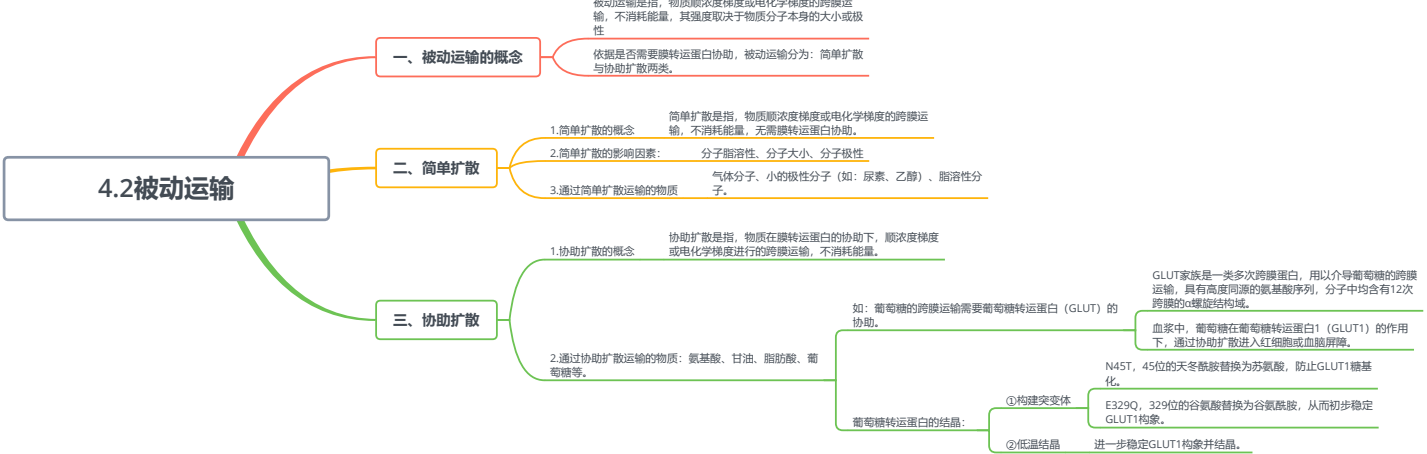 4.2被动运输
一、被动运输的概念
被动运输是指，物质顺浓度梯度或电化学梯度的跨膜运
输，不消耗能量，其强度取决于物质分子本身的大小或极
性
依据是否需要膜转运蛋白协助，被动运输分为：简单扩散
与协助扩散两类。
二、简单扩散
1.简单扩散的概念
简单扩散是指，物质顺浓度梯度或电化学梯度的跨膜运
输，不消耗能量，无需膜转运蛋白协助。
2.简单扩散的影响因素：
分子脂溶性、分子大小、分子极性
3.通过简单扩散运输的物质
气体分子、小的极性分子（如：尿素、乙醇）、脂溶性分
子。
三、协助扩散
1.协助扩散的概念
协助扩散是指，物质在膜转运蛋白的协助下，顺浓度梯度
或电化学梯度进行的跨膜运输，不消耗能量。
2.通过协助扩散运输的物质：氨基酸、甘油、脂肪酸、葡
萄糖等。
如：葡萄糖的跨膜运输需要葡萄糖转运蛋白（GLUT）的
协助。
GLUT家族是一类多次跨膜蛋白，用以介导葡萄糖的跨膜
运输，具有高度同源的氨基酸序列，分子中均含有12次
跨膜的α螺旋结构域。
血浆中，葡萄糖在葡萄糖转运蛋白1（GLUT1）的作用
下，通过协助扩散进入红细胞或血脑屏障。
葡萄糖转运蛋白的结晶：
①构建突变体
N45T，45位的天冬酰胺替换为苏氨酸，防止GLUT1糖基
化。
E329Q，329位的谷氨酸替换为谷氨酰胺，从而初步稳定
GLUT1构象。
②低温结晶
进一步稳定GLUT1构象并结晶。